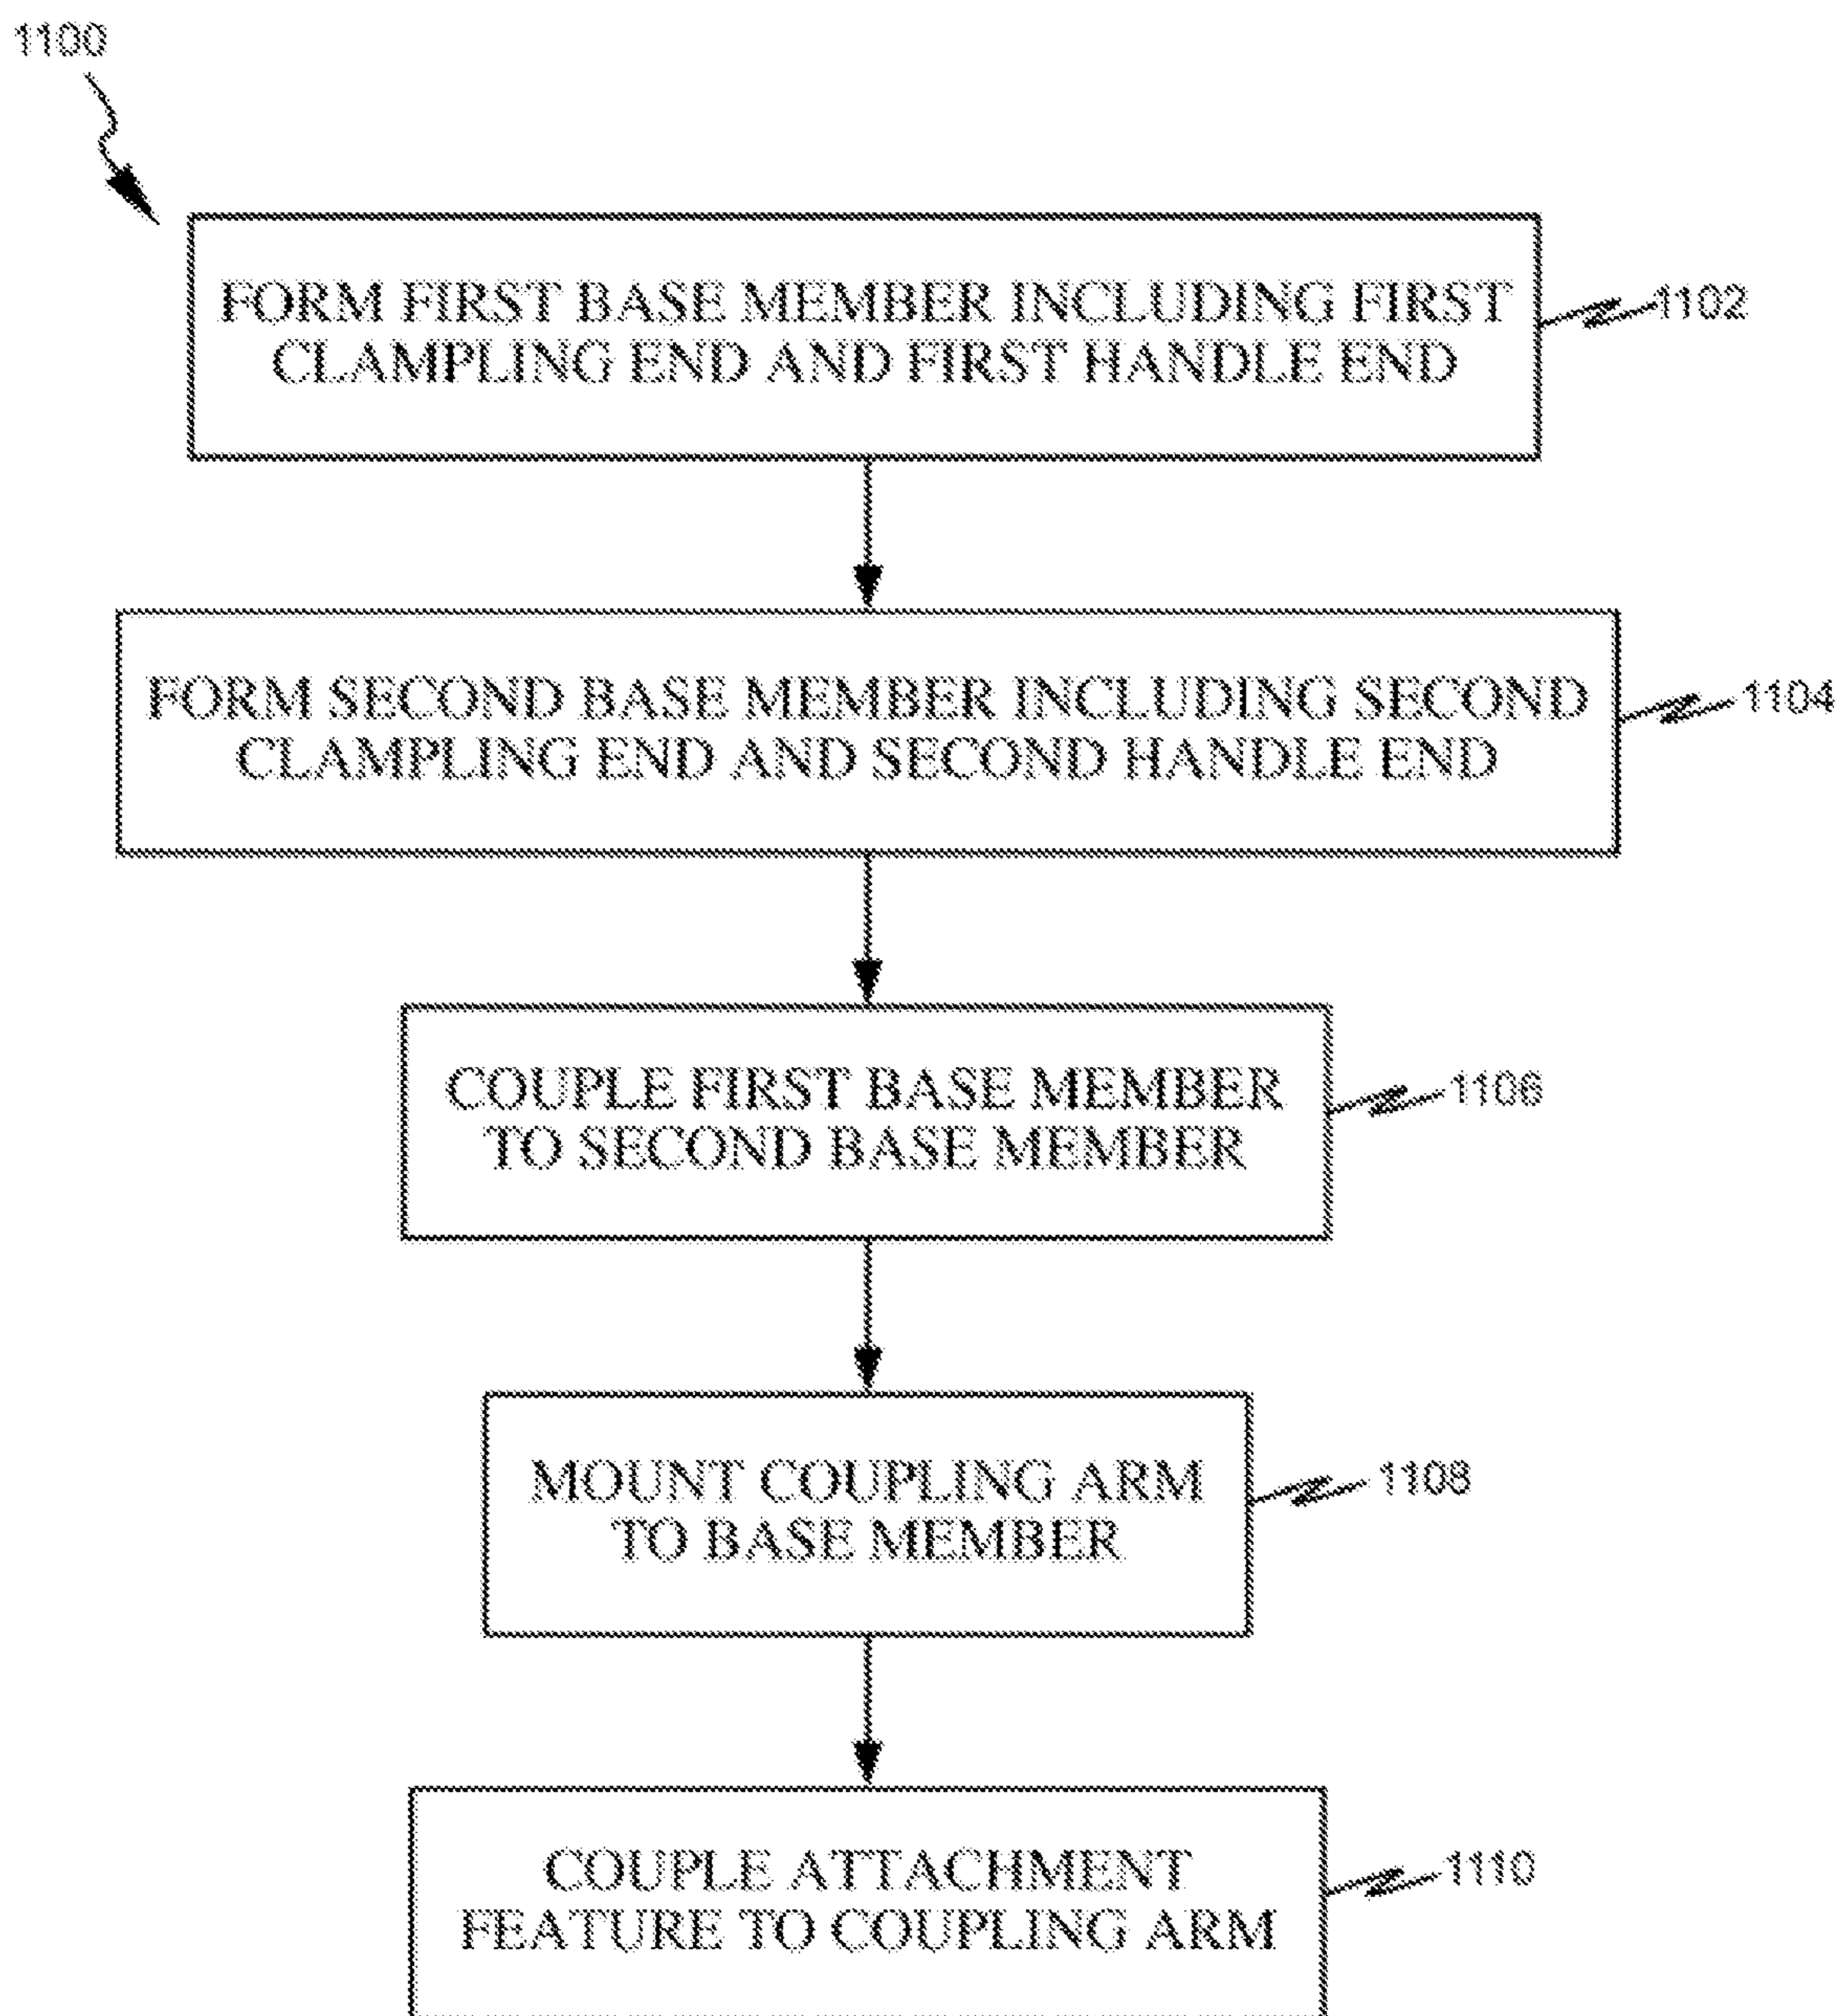 1100
FORM FIRST BASE MEMBER INCLUDING FIRST
CLAMPLING END AND FIRST HANDLE END
1102
FORM SECOND BASE MEMBER INCLUDING SECOND
CLAMPLING END AND SECOND HANDLE END
1104
COUPLE FIRST BASE MEMBER
TO SECOND BASE MEMBER
1106
MOUNT COUPLING ARM
TO BASE MEMBER
1108
COUPLE ATTACHMENT
FEATURE TO COUPLING ARM
1110